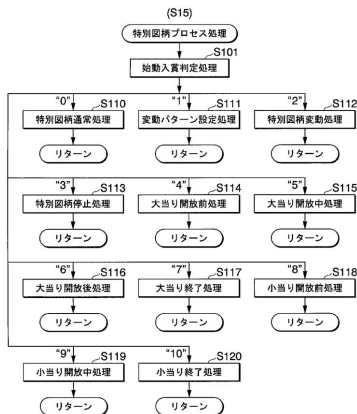 (S15)
特別図柄プロセス処理
S101
始動入賞判定処理
“0” S110 “1” S111 “2” S112
特別図柄通常処理 変動パターン設定処理 特別図柄変動処理
リターン リターン リターン
“3” S113 “4” S114 “5” S115
特別図柄停止処理 大当り開放前処理 大当り開放中処理
リターン リターン リターン
“6” S116 “7” S117 “8” S118
大当り開放後処理 大当り終了処理 小当り開放前処理
リターン リターン リターン
“9” S119 “10” S120
小当り開放中処理 小当り終了処理
リターン リターン